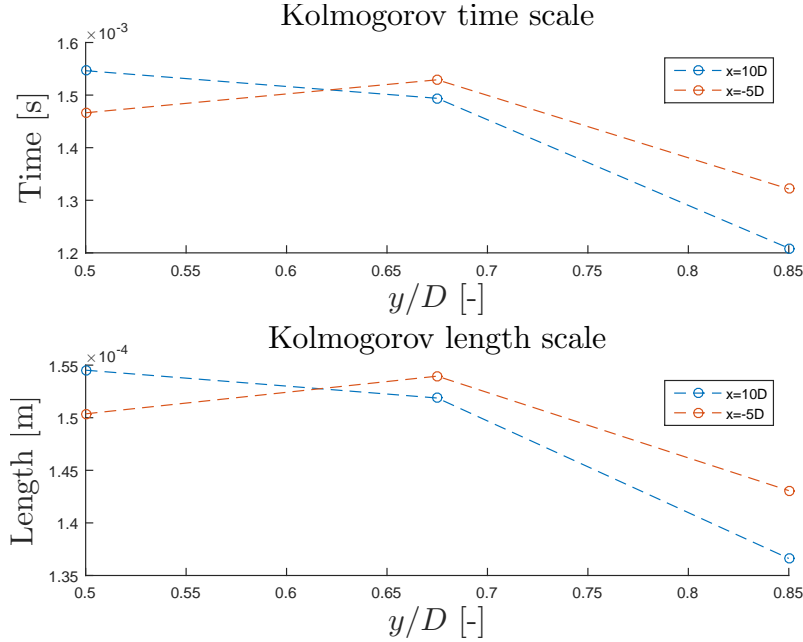 Kolmogorov time scale
×10^-3
1.6
1.5
1.4
1.3
1.2
Time [s]
x=10D
x=-5D
0.5 0.55 0.6 0.65 0.7 0.75 0.8 0.85
y/D [-]
Kolmogorov length scale
×10^-4
1.55
1.5
1.45
1.4
1.35
Length [m]
x=10D
x=-5D
0.5 0.55 0.6 0.65 0.7 0.75 0.8 0.85
y/D [-]